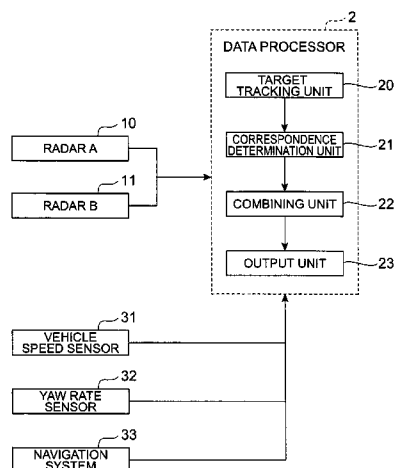 2
DATA PROCESSOR
TARGET
TRACKING UNIT
20
10
RADAR A
CORRESPONDENCE
DETERMINATION UNIT
21
11
RADAR B
COMBINING UNIT
22
OUTPUT UNIT
23
31
VEHICLE
SPEED SENSOR
32
YAW RATE
SENSOR
33
NAVIGATION
SYSTEM